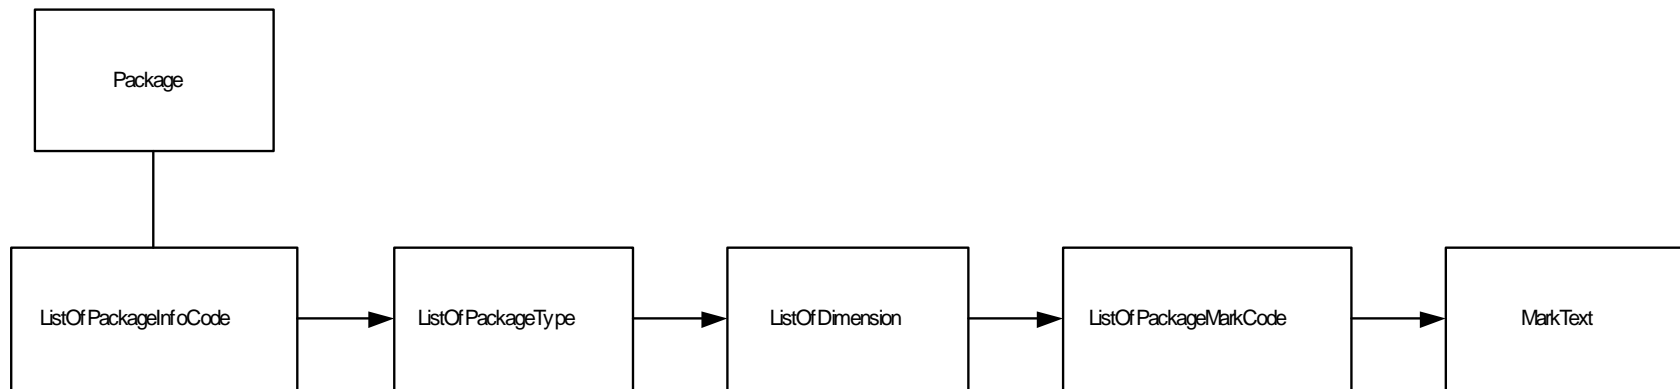 Package
ListOfPackageInfoCode
ListOfPackageType
ListOfDimension
ListOfPackageMarkCode
MarkText